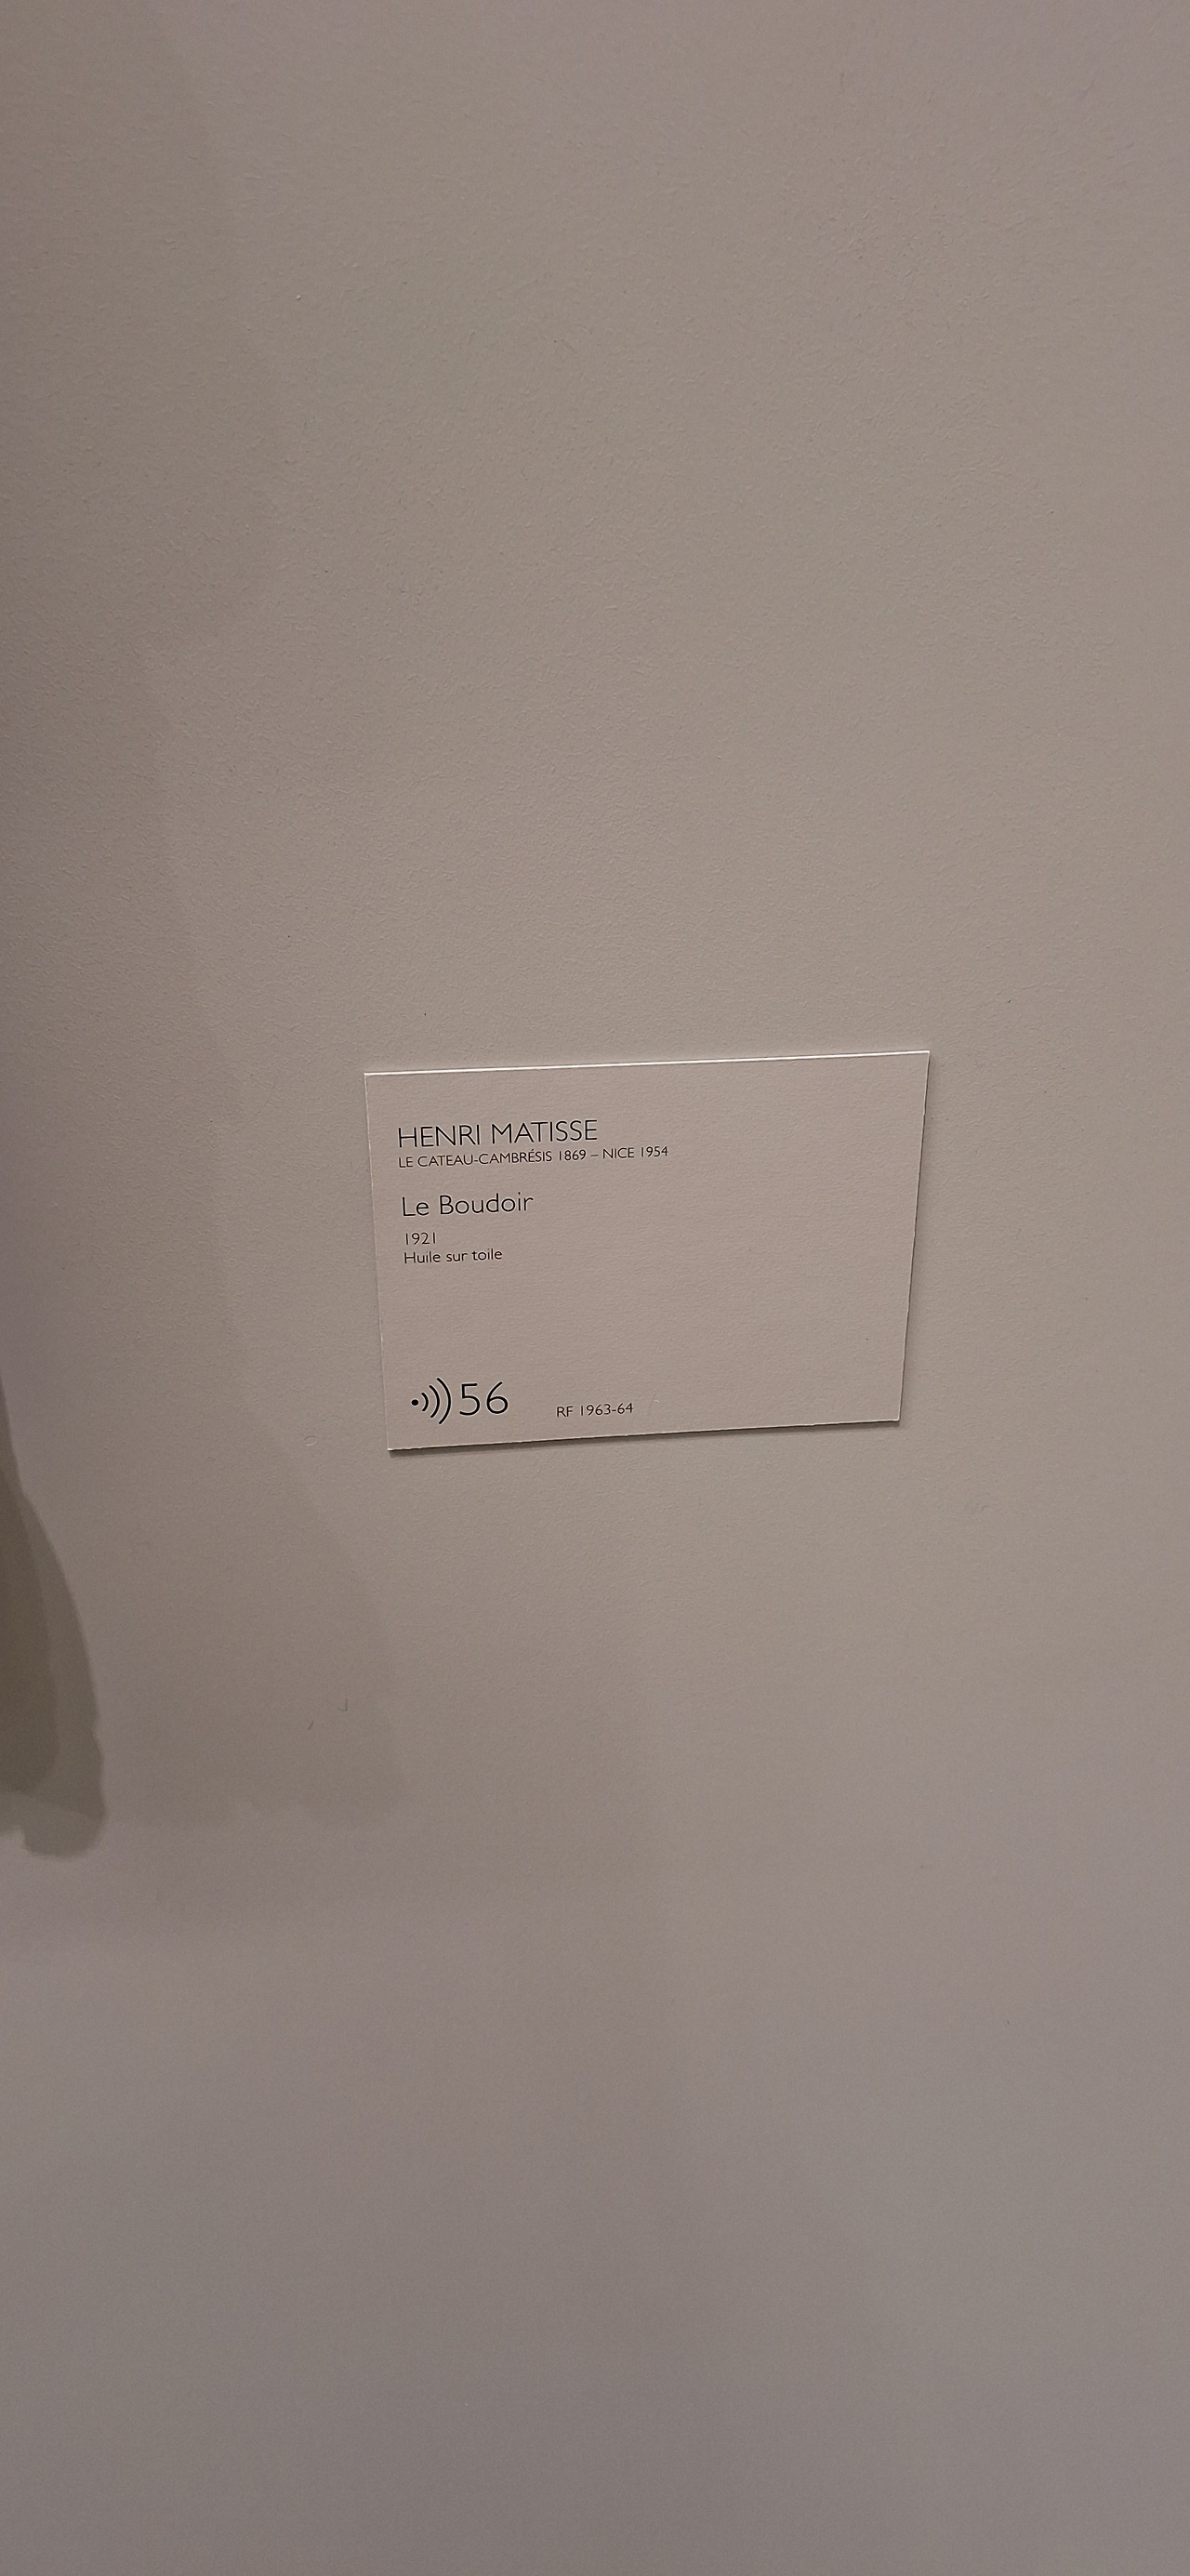 HENRI MATISSE
LE CATEAU-CAMBRÉSIS 1869 – NICE 1954
Le Boudoir
1921
Huile sur toile
56 RF 1963-64